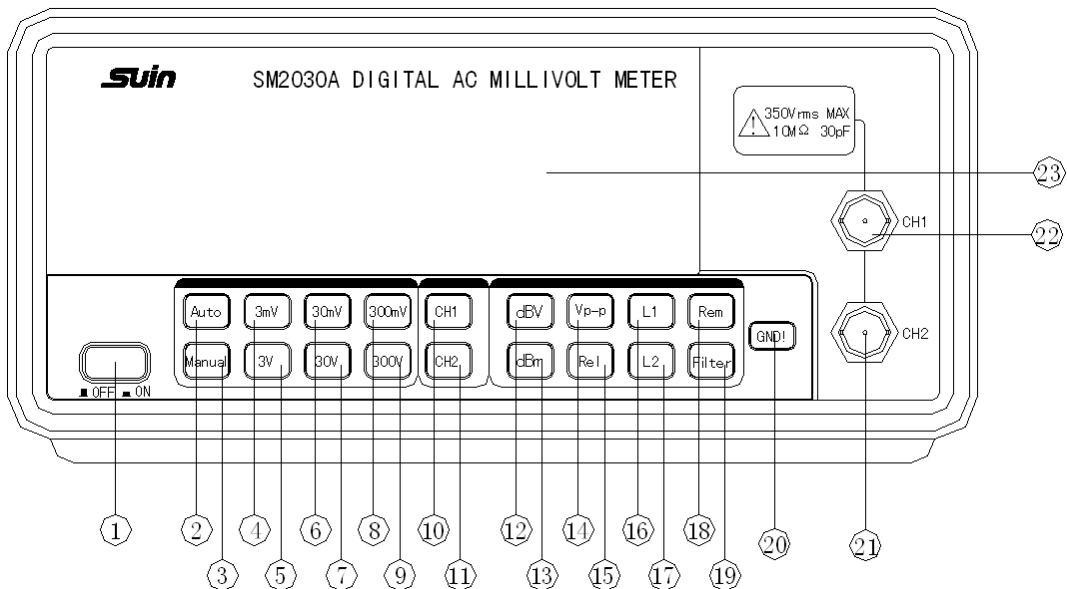 Suin SM2030A DIGITAL AC MILLIVOLT METER
350Vrms MAX
10MΩ 30pF
23
CH1
22
Auto 3mV 30mV 300mV CH1 dBV Vp-p L1 Rem
GND!
CH2
Manual 3V 30V 300V CH2 dBm Rel L2 Filter
OFF ON
1 2 4 6 8 10 12 14 16 18 20 21
3 5 7 9 11 13 15 17 19